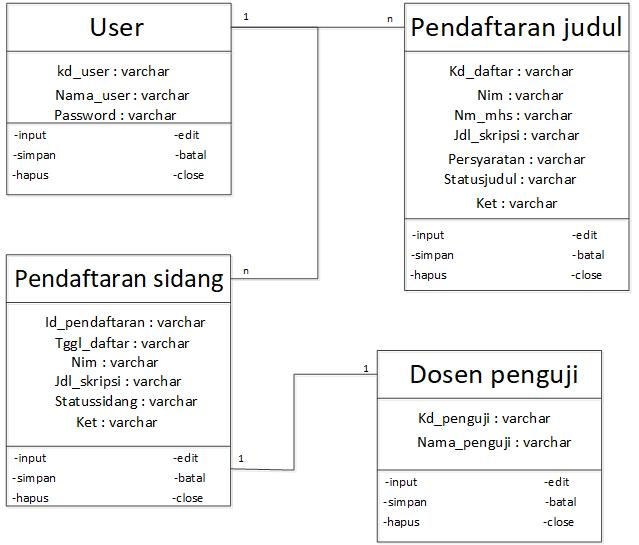 User
kd_user : varchar
Nama_user : varchar
Password : varchar
-input -edit
-simpan -batal
-hapus -close
1 n
Pendaftaran judul
Kd_daftar : varchar
Nim : varchar
Nm_mhs : varchar
Jdl_skripsi : varchar
Persyaratan : varchar
Statusjudul : varchar
Ket : varchar
-input -edit
-simpan -batal
-hapus -close
n
Pendaftaran sidang
Id_pendaftaran : varchar
Tggl_daftar : varchar
Nim : varchar
Jdl_skripsi : varchar
Statussidang : varchar
Ket : varchar
-input -edit
-simpan -batal
-hapus -close
1
1
Dosen penguji
Kd_penguji : varchar
Nama_penguji : varchar
-input -edit
-simpan -batal
-hapus -close